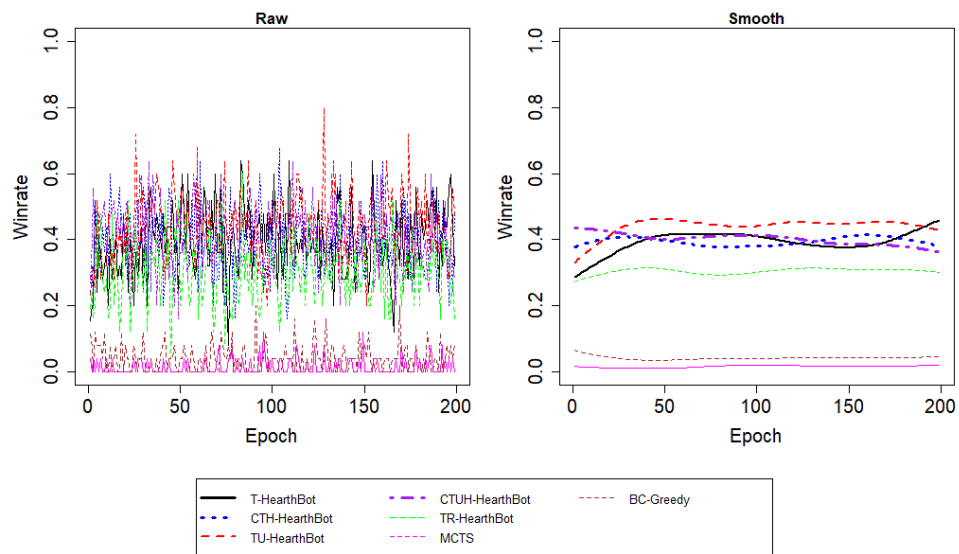 Raw
Smooth
Winrate
0.0
0.2
0.4
0.6
0.8
1.0
0
50
100
150
200
Epoch
Winrate
0.0
0.2
0.4
0.6
0.8
1.0
0
50
100
150
200
Epoch
T-HearthBot
CTH-HearthBot
TU-HearthBot
CTUH-HearthBot
TR-HearthBot
MCTS
BC-Greedy